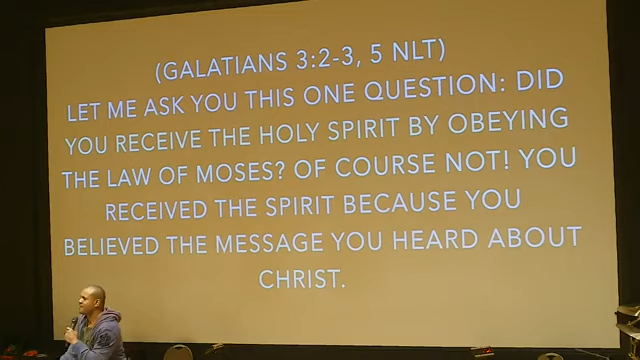 (GALATIANS 3:2-3, 5 NLT)
LET ME ASK YOU THIS ONE QUESTION: DID
YOU RECEIVE THE HOLY SPIRIT BY OBEYING
THE LAW OF MOSES? OF COURSE NOT! YOU
RECEIVED THE SPIRIT BECAUSE YOU
BELIEVED THE MESSAGE YOU HEARD ABOUT
CHRIST.